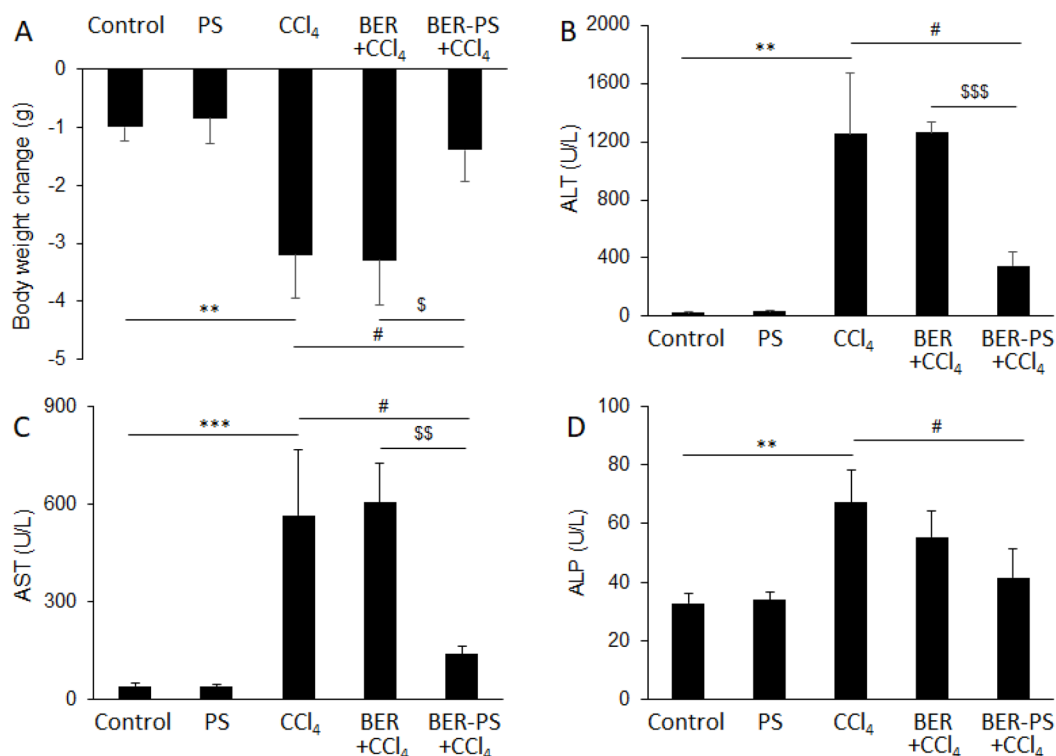 A
Control PS CCl₄ BER +CCl₄ BER-PS +CCl₄
0
-1
-2
-3
-4
-5
Body weight change (g)
**
$
#
B
2000
1600
1200
800
400
0
ALT (U/L)
**
#
$$$
Control PS CCl₄ BER +CCl₄ BER-PS +CCl₄
C
900
600
300
0
AST (U/L)
***
#
$$
Control PS CCl₄ BER +CCl₄ BER-PS +CCl₄
D
100
80
60
40
20
0
ALP (U/L)
**
#
Control PS CCl₄ BER +CCl₄ BER-PS +CCl₄